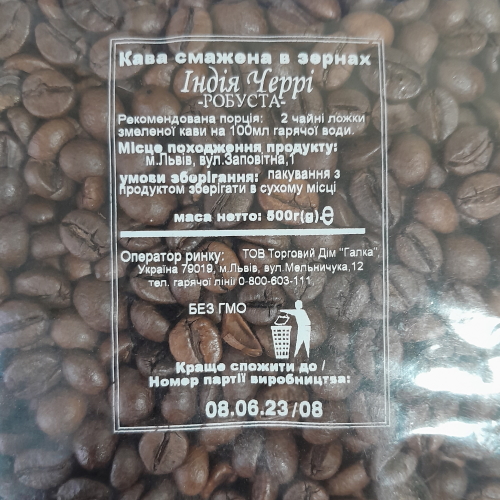 Кава смажена в зернах
Індія Черрі
-РОБУСТА-
Рекомендована порція: 2 чайні ложки
змеленої кави на 100мл гарячої води.
Місце походження продукту:
м.Львів, вул.Заповітна,1
умови зберігання: пакування з
продуктом зберігати в сухому місці
маса нетто: 500г(g).℮
Оператор ринку: ТОВ Торговий Дім "Галка",
Україна 79019, м.Львів, вул Мельничука,12
тел. гарячої лінії 0-800-603-111.
БЕЗ ГМО
Краще спожити до /
Номер партії виробництва:
08.06.23/08